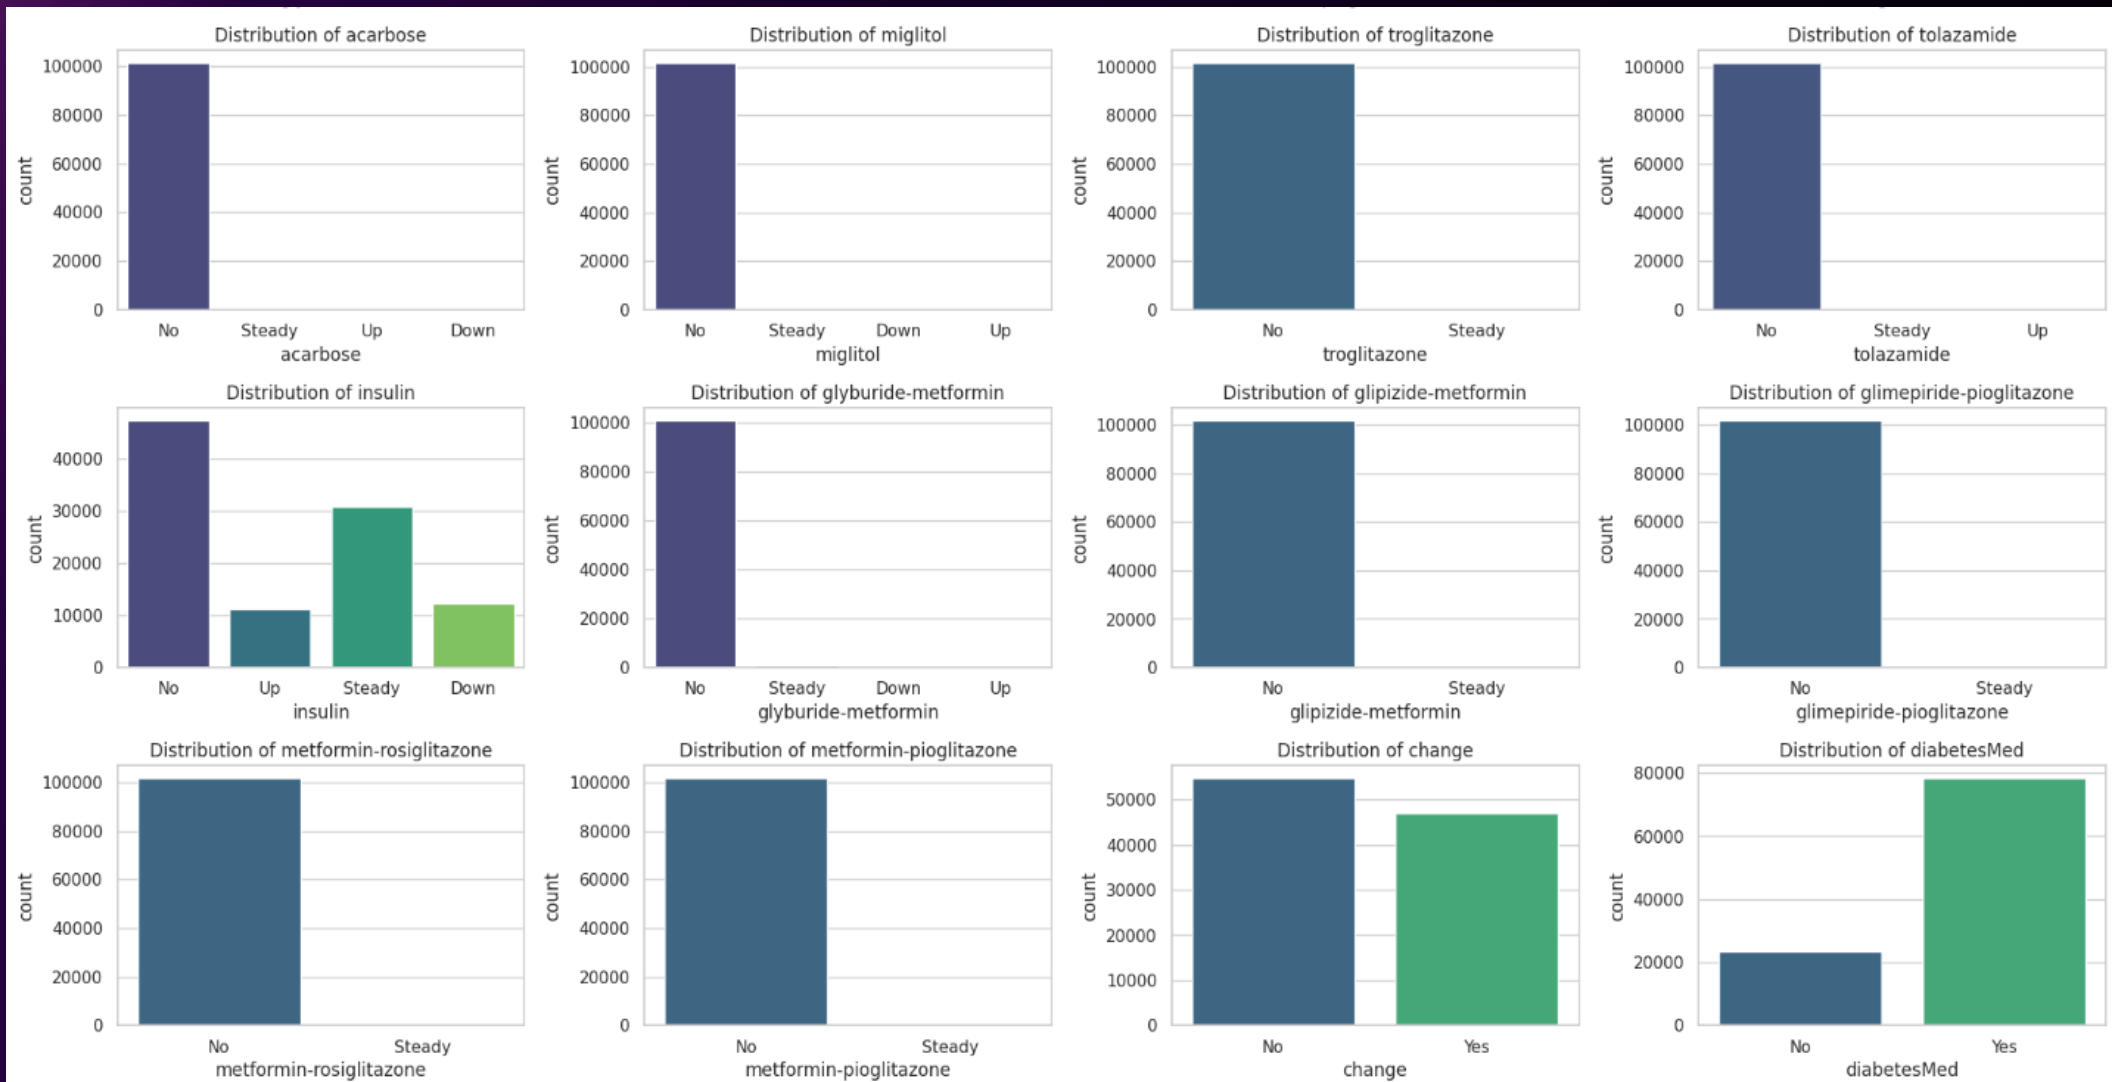 Distribution of acarbose
count
100000
80000
60000
40000
20000
0
No Steady Up Down
acarbose
Distribution of miglitol
count
100000
80000
60000
40000
20000
0
No Steady Down Up
miglitol
Distribution of troglitazone
count
100000
80000
60000
40000
20000
0
No Steady
troglitazone
Distribution of tolazamide
count
100000
80000
60000
40000
20000
0
No Steady Up
tolazamide
Distribution of insulin
count
40000
30000
20000
10000
0
No Up Steady Down
insulin
Distribution of glyburide-metformin
count
100000
80000
60000
40000
20000
0
No Steady Down Up
glyburide-metformin
Distribution of glipizide-metformin
count
100000
80000
60000
40000
20000
0
No Steady
glipizide-metformin
Distribution of glimepiride-pioglitazone
count
100000
80000
60000
40000
20000
0
No Steady
glimepiride-pioglitazone
Distribution of metformin-rosiglitazone
count
100000
80000
60000
40000
20000
0
No Steady
metformin-rosiglitazone
Distribution of metformin-pioglitazone
count
100000
80000
60000
40000
20000
0
No Steady
metformin-pioglitazone
Distribution of change
count
50000
40000
30000
20000
10000
0
No Yes
change
Distribution of diabetesMed
count
80000
60000
40000
20000
0
No Yes
diabetesMed